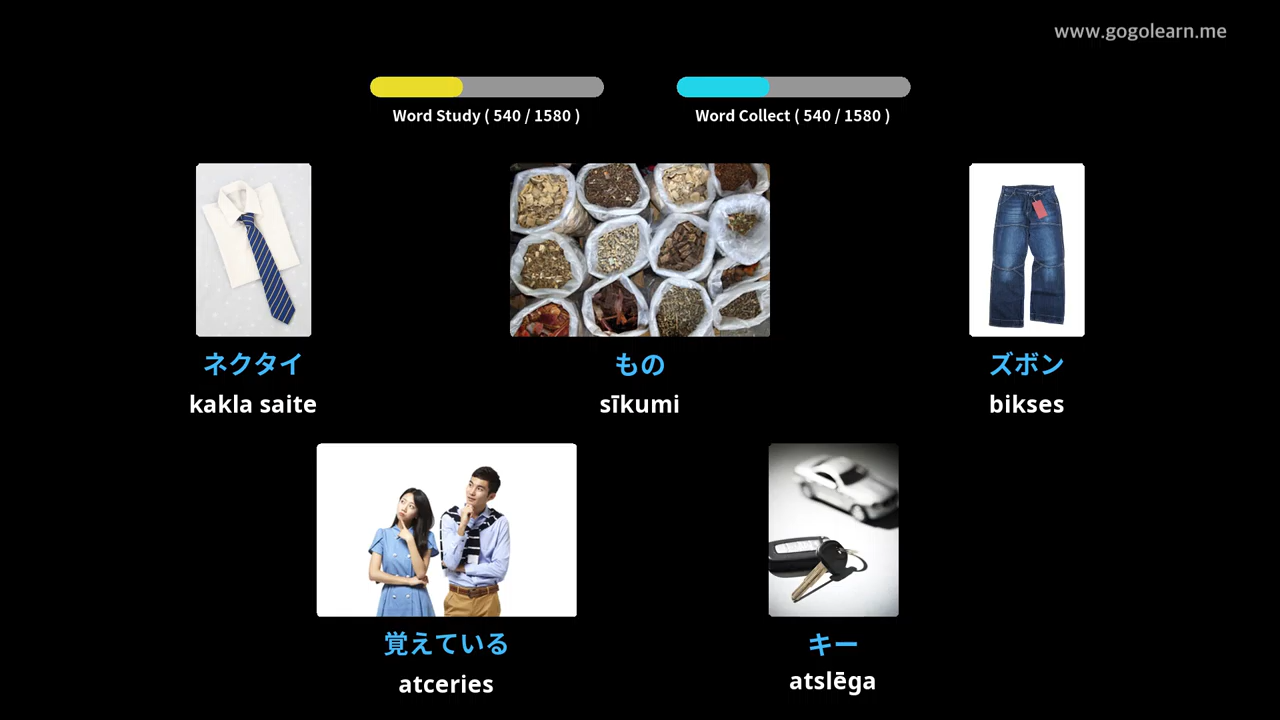 www.gogolearn.me
Word Study ( 540 / 1580 )
Word Collect ( 540 / 1580 )
ネクタイ
kakla saite
もの
sīkumi
ズボン
bikses
覚えている
atceries
キー
atslēga